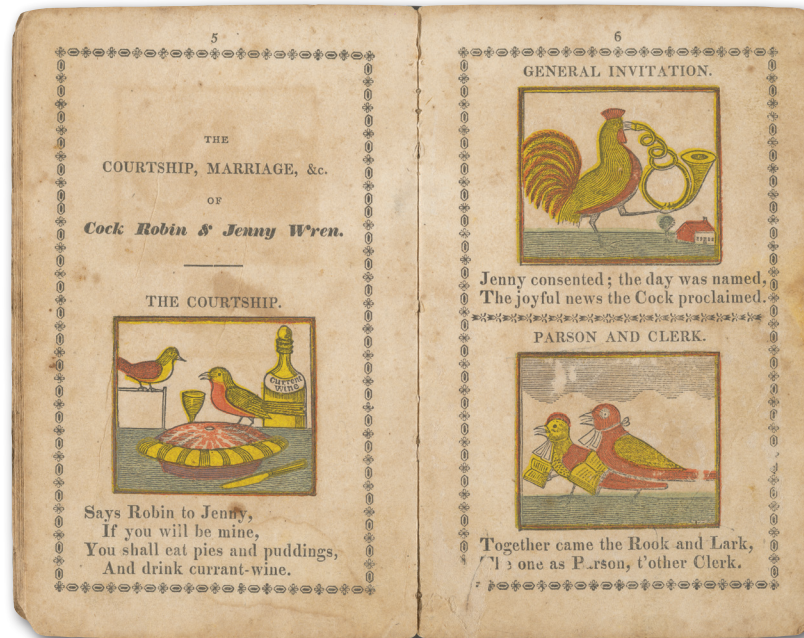 5
THE
COURTSHIP, MARRIAGE, &c.
OF
Cock Robin & Jenny Wren.
THE COURTSHIP.
Currant
wine
Says Robin to Jenny,
If you will be mine,
You shall eat pies and puddings,
And drink currant-wine.
6
GENERAL INVITATION.
Jenny consented; the day was named,
The joyful news the Cock proclaimed.
PARSON AND CLERK.
Together came the Rook and Lark,
one as P.rson, t'other Clerk.